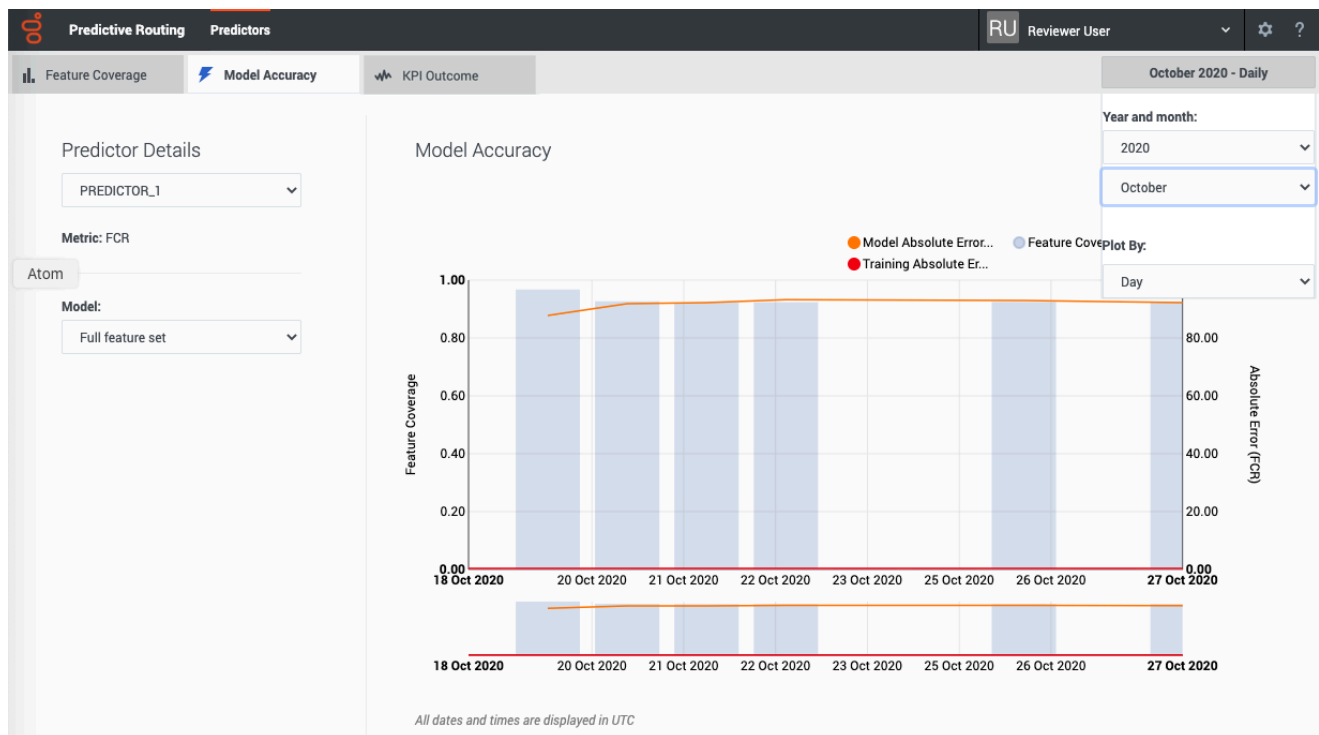 Predictive Routing Predictors RU Reviewer User ?
Feature Coverage Model Accuracy KPI Outcome October 2020 - Daily
Year and month:
Predictor Details Model Accuracy 2020
PREDICTOR_1 October
Metric: FCR
Model Absolute Error... Feature Cove Plot By:
Training Absolute Er...
Atom
Day
1.00
Model:
Full feature set
0.80 80.00
0.60 60.00
0.40 40.00
0.20 20.00
0.00 0.00
Feature Coverage
Absolute Error (FCR)
18 Oct 2020 20 Oct 2020 21 Oct 2020 22 Oct 2020 23 Oct 2020 25 Oct 2020 26 Oct 2020 27 Oct 2020
18 Oct 2020 20 Oct 2020 21 Oct 2020 22 Oct 2020 23 Oct 2020 25 Oct 2020 26 Oct 2020 27 Oct 2020
All dates and times are displayed in UTC